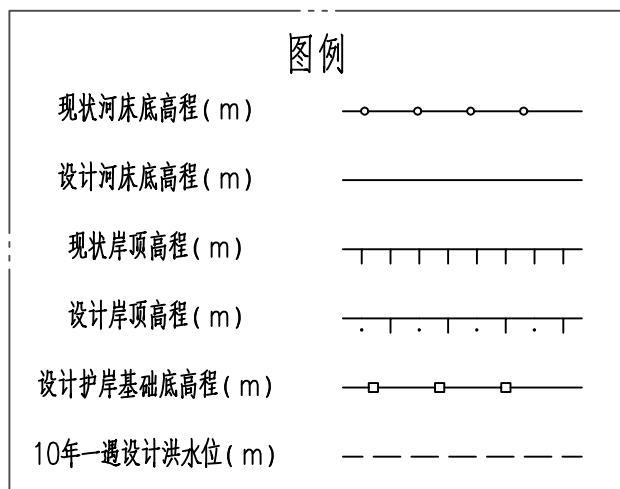 图例
现状河床底高程(m)
设计河床底高程(m)
现状岸顶高程(m)
设计岸顶高程(m)
设计护岸基础底高程(m)
10年一遇设计洪水位(m)